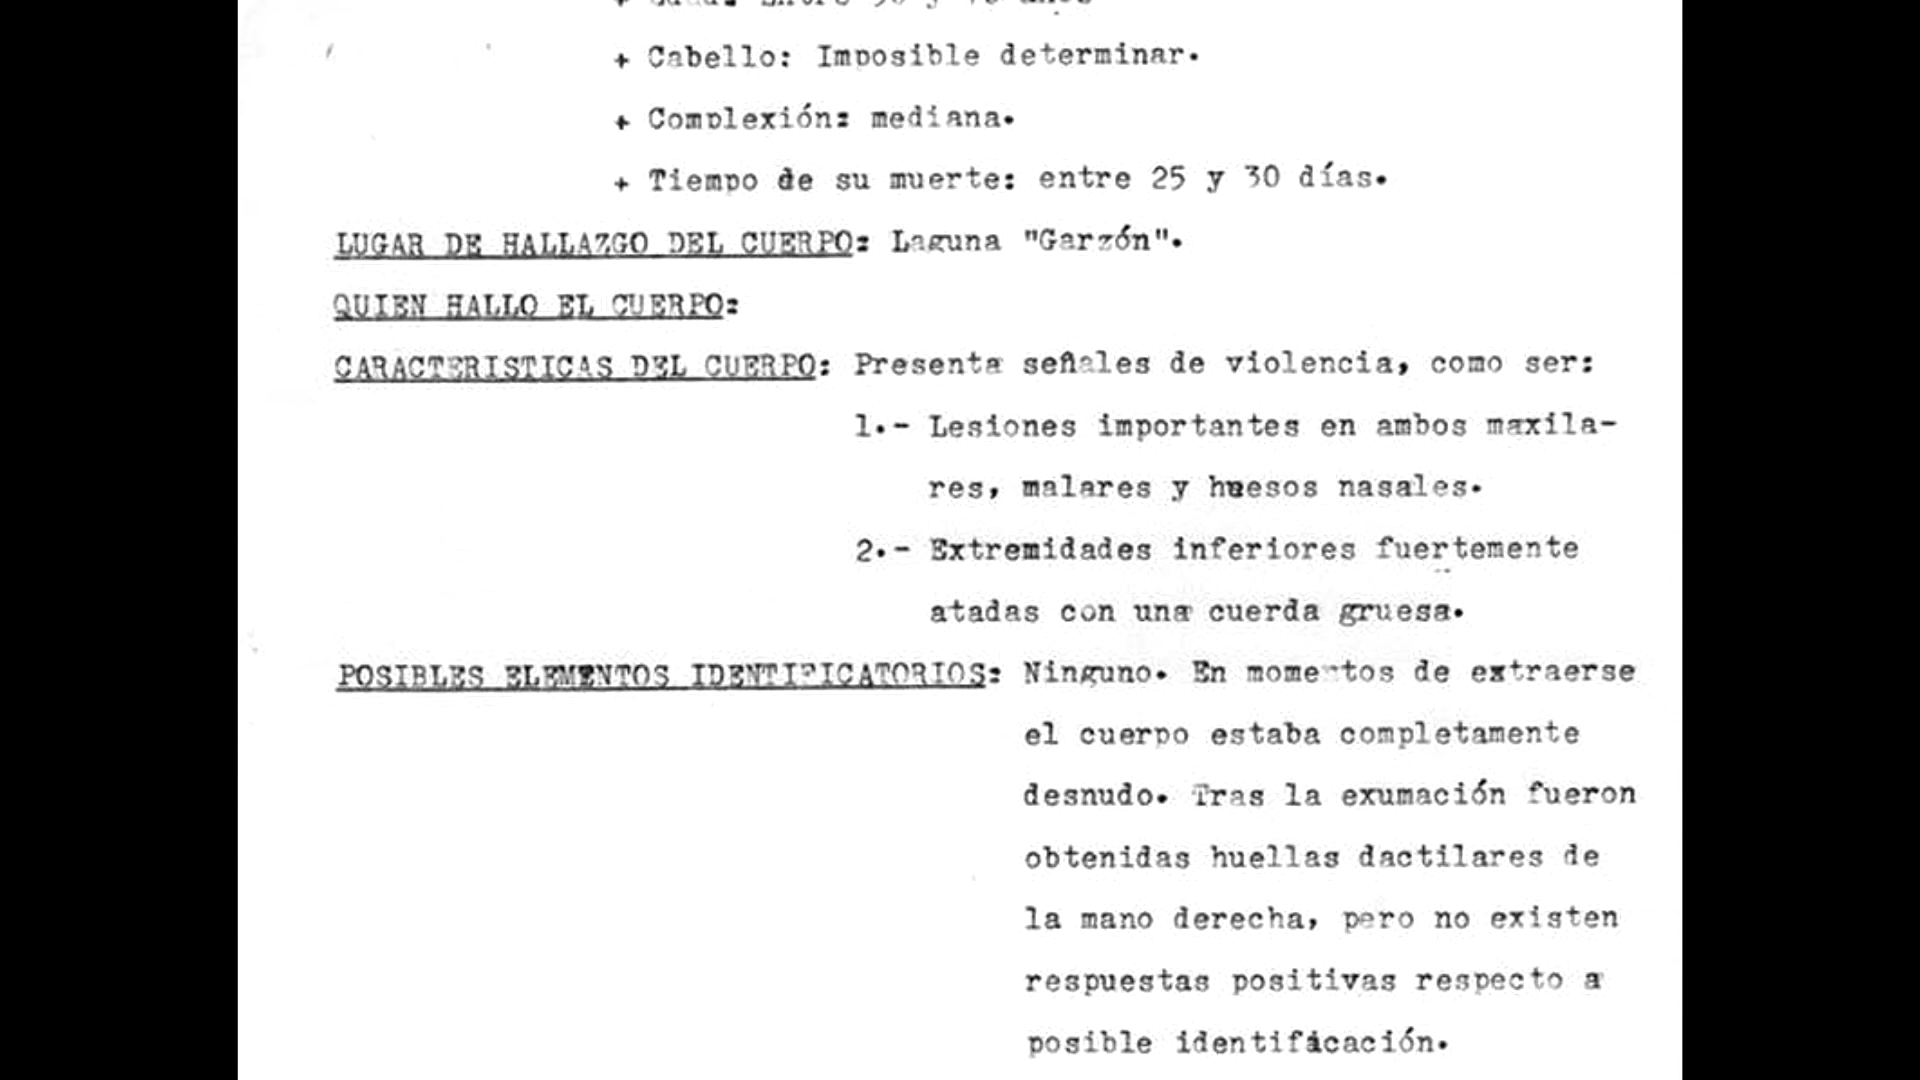 + Cabello: Imposible determinar.
+ Complexión: mediana.
+ Tiempo de su muerte: entre 25 y 30 días.
LUGAR DE HALLAZGO DEL CUERPO: Laguna "Garzón".
QUIEN HALLO EL CUERPO:
CARACTERISTICAS DEL CUERPO: Presenta señales de violencia, como ser:
1.- Lesiones importantes en ambos maxila-
res, malares y huesos nasales.
2.- Extremidades inferiores fuertemente
atadas con una cuerda gruesa.
POSIBLES ELEMENTOS IDENTIFICATORIOS: Ninguno. En momentos de extraerse
el cuerpo estaba completamente
desnudo. Tras la exumación fueron
obtenidas huellas dactilares de
la mano derecha, pero no existen
respuestas positivas respecto a
posible identificación.